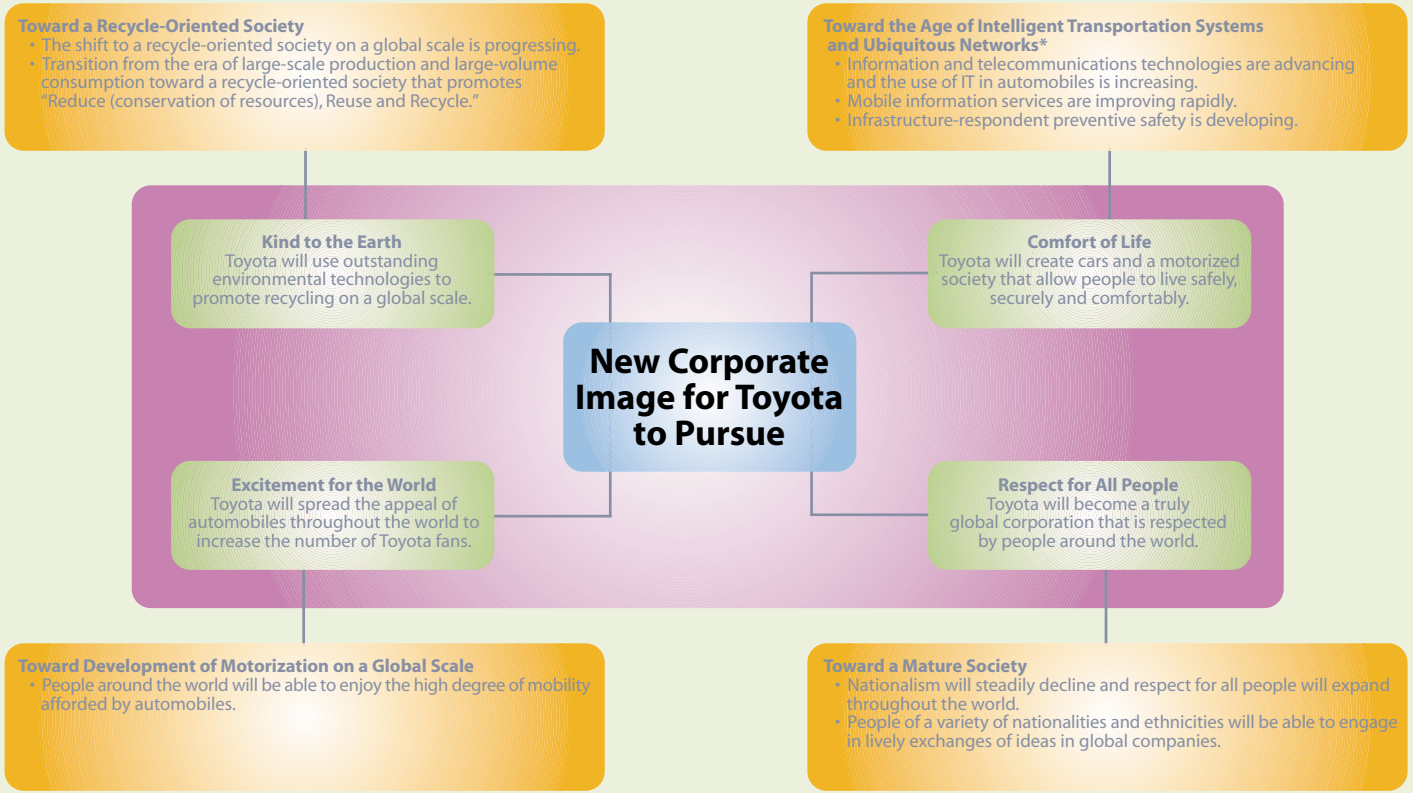 Toward a Recycle-Oriented Society
・ The shift to a recycle-oriented society on a global scale is progressing.
・ Transition from the era of large-scale production and large-volume
consumption toward a recycle-oriented society that promotes
“Reduce (conservation of resources), Reuse and Recycle.”
Toward the Age of Intelligent Transportation Systems
and Ubiquitous Networks*
・ Information and telecommunications technologies are advancing
and the use of IT in automobiles is increasing.
・ Mobile information services are improving rapidly.
・ Infrastructure-respondent preventive safety is developing.
Kind to the Earth
Toyota will use outstanding
environmental technologies to
promote recycling on a global scale.
Comfort of Life
Toyota will create cars and a motorized
society that allow people to live safely,
securely and comfortably.
New Corporate
Image for Toyota
to Pursue
Excitement for the World
Toyota will spread the appeal of
automobiles throughout the world to
increase the number of Toyota fans.
Respect for All People
Toyota will become a truly
global corporation that is respected
by people around the world.
Toward Development of Motorization on a Global Scale
・ People around the world will be able to enjoy the high degree of mobility
afforded by automobiles.
Toward a Mature Society
・ Nationalism will steadily decline and respect for all people will expand
throughout the world.
・ People of a variety of nationalities and ethnicities will be able to engage
in lively exchanges of ideas in global companies.